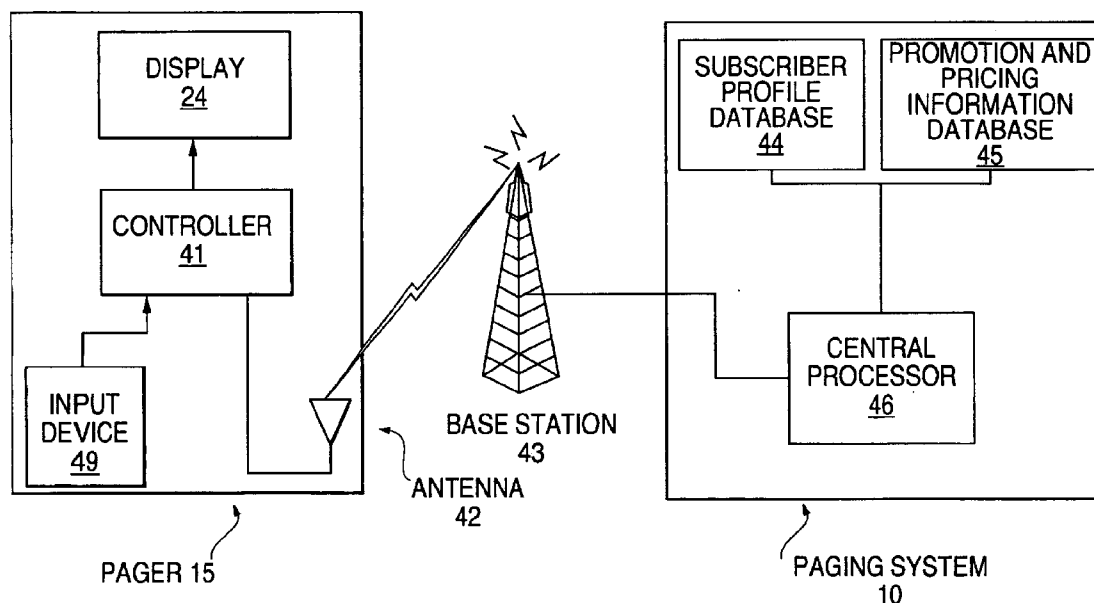 DISPLAY
24
CONTROLLER
41
INPUT
DEVICE
49
PAGER 15
ANTENNA
42
BASE STATION
43
SUBSCRIBER
PROFILE
DATABASE
44
PROMOTION AND
PRICING
INFORMATION
DATABASE
45
CENTRAL
PROCESSOR
46
PAGING SYSTEM
10